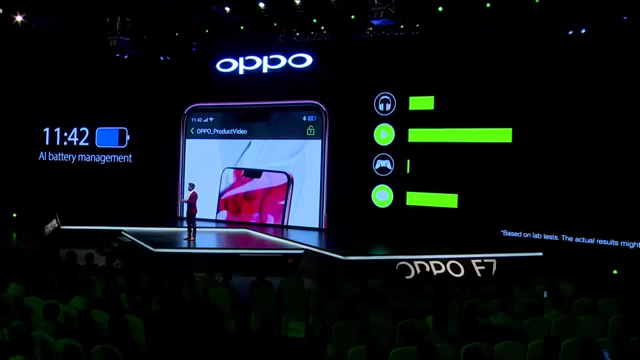 oppo
11:42
AI battery management
11:42
OPPO_ProductVideo
*Based on lab tests. The actual results might
OPPO F7